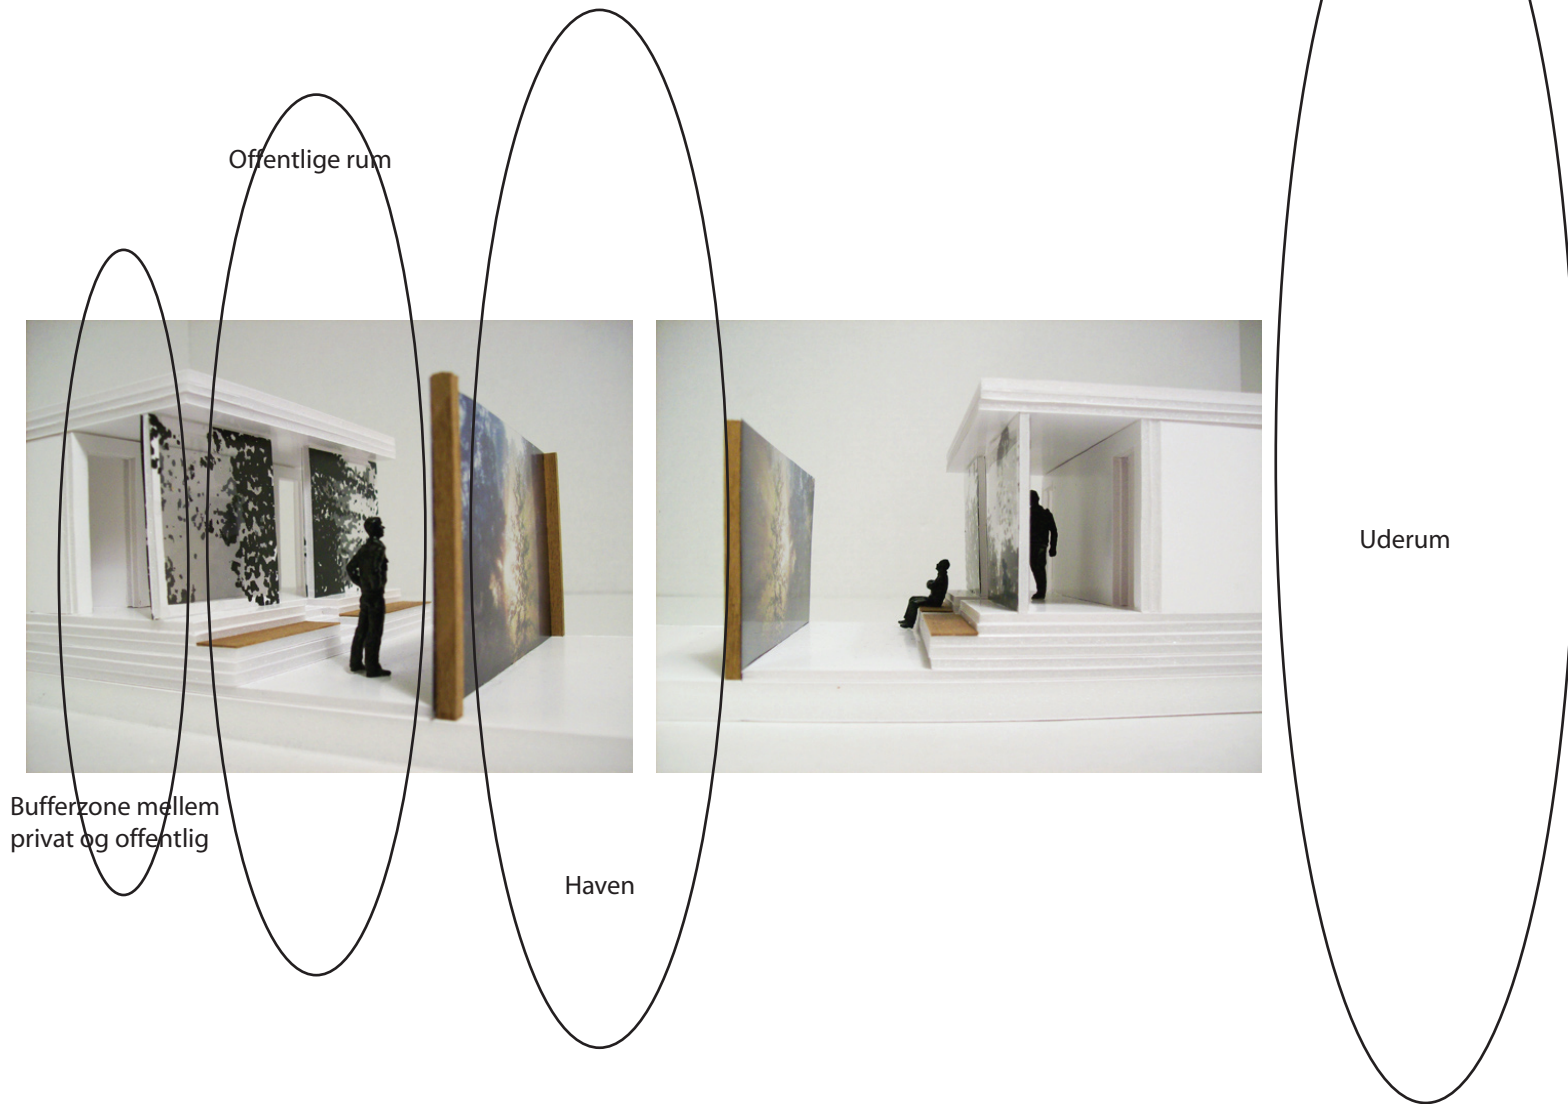 Offentlige rum
Uderum
Bufferzone mellem
privat og offentlig
Haven